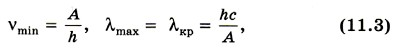 ν_min = A/h, λ_max = λ_кр = hc/A, (11.3)